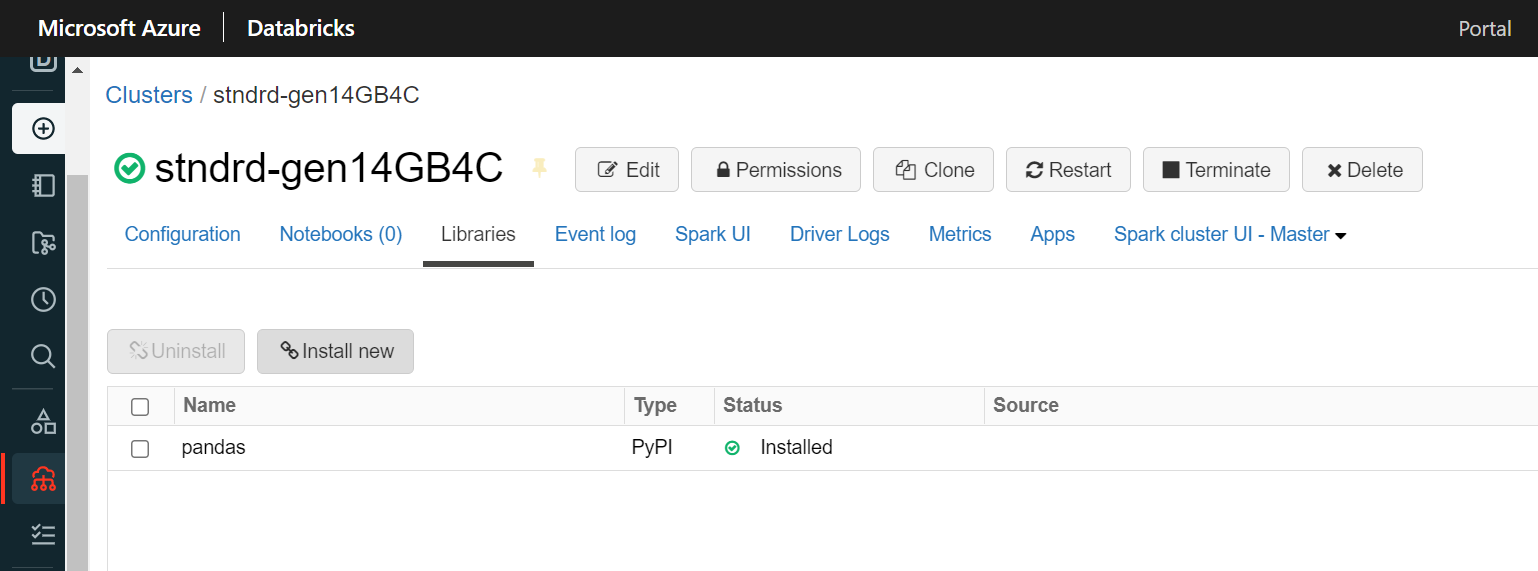 Microsoft Azure Databricks Portal
Clusters / stndrd-gen14GB4C
stndrd-gen14GB4C Edit Permissions Clone Restart Terminate Delete
Configuration Notebooks (0) Libraries Event log Spark UI Driver Logs Metrics Apps Spark cluster UI - Master
Uninstall Install new
Name Type Status Source
pandas PyPI Installed